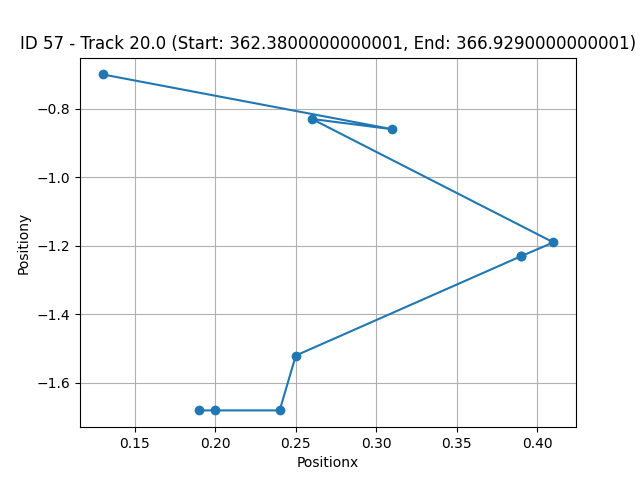 ID 57 - Track 20.0 (Start: 362.3800000000001, End: 366.9290000000001)
Positiony
−0.8
−1.0
−1.2
−1.4
−1.6
0.15 0.20 0.25 0.30 0.35 0.40
Positionx